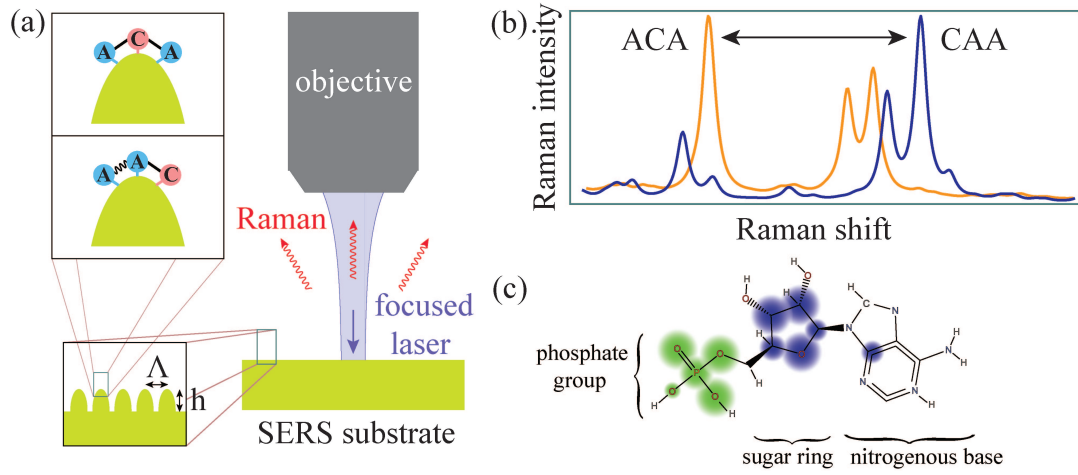 (a)
A
C
A
A
A
C
objective
Raman
focused
laser
Λ
h
SERS substrate
(b)
Raman intensity
ACA
CAA
Raman shift
(c)
phosphate
group
H
O
H
O
O
O
P
O
O
H
H
H
O
H
O
N
C
N
N
N
H
H
N
H
sugar ring
nitrogenous base